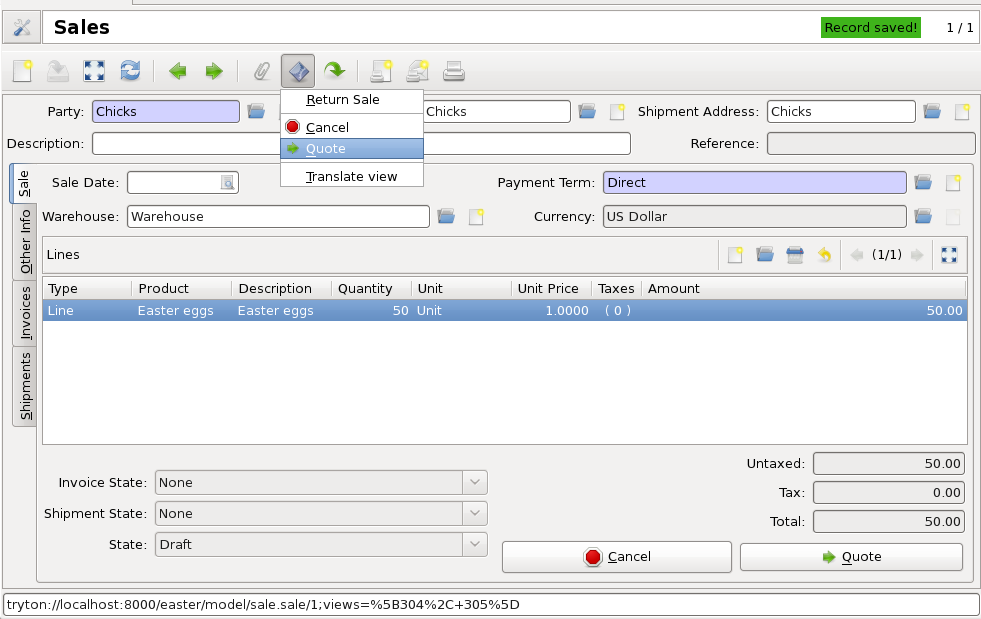 Sales
Record saved!
1 / 1
Return Sale
Cancel
Quote
Translate view
Party: Chicks
Chicks
Shipment Address: Chicks
Description:
Reference:
Sale
Other Info
Invoices
Shipments
Sale Date:
Payment Term: Direct
Warehouse: Warehouse
Currency: US Dollar
Lines
(1/1)
Type Product Description Quantity Unit Unit Price Taxes Amount
Line Easter eggs Easter eggs 50 Unit 1.0000 ( 0 ) 50.00
Untaxed: 50.00
Invoice State: None
Tax: 0.00
Shipment State: None
Total: 50.00
State: Draft
Cancel
Quote
tryton://localhost:8000/easter/model/sale.sale/1;views=%5B304%2C+305%5D